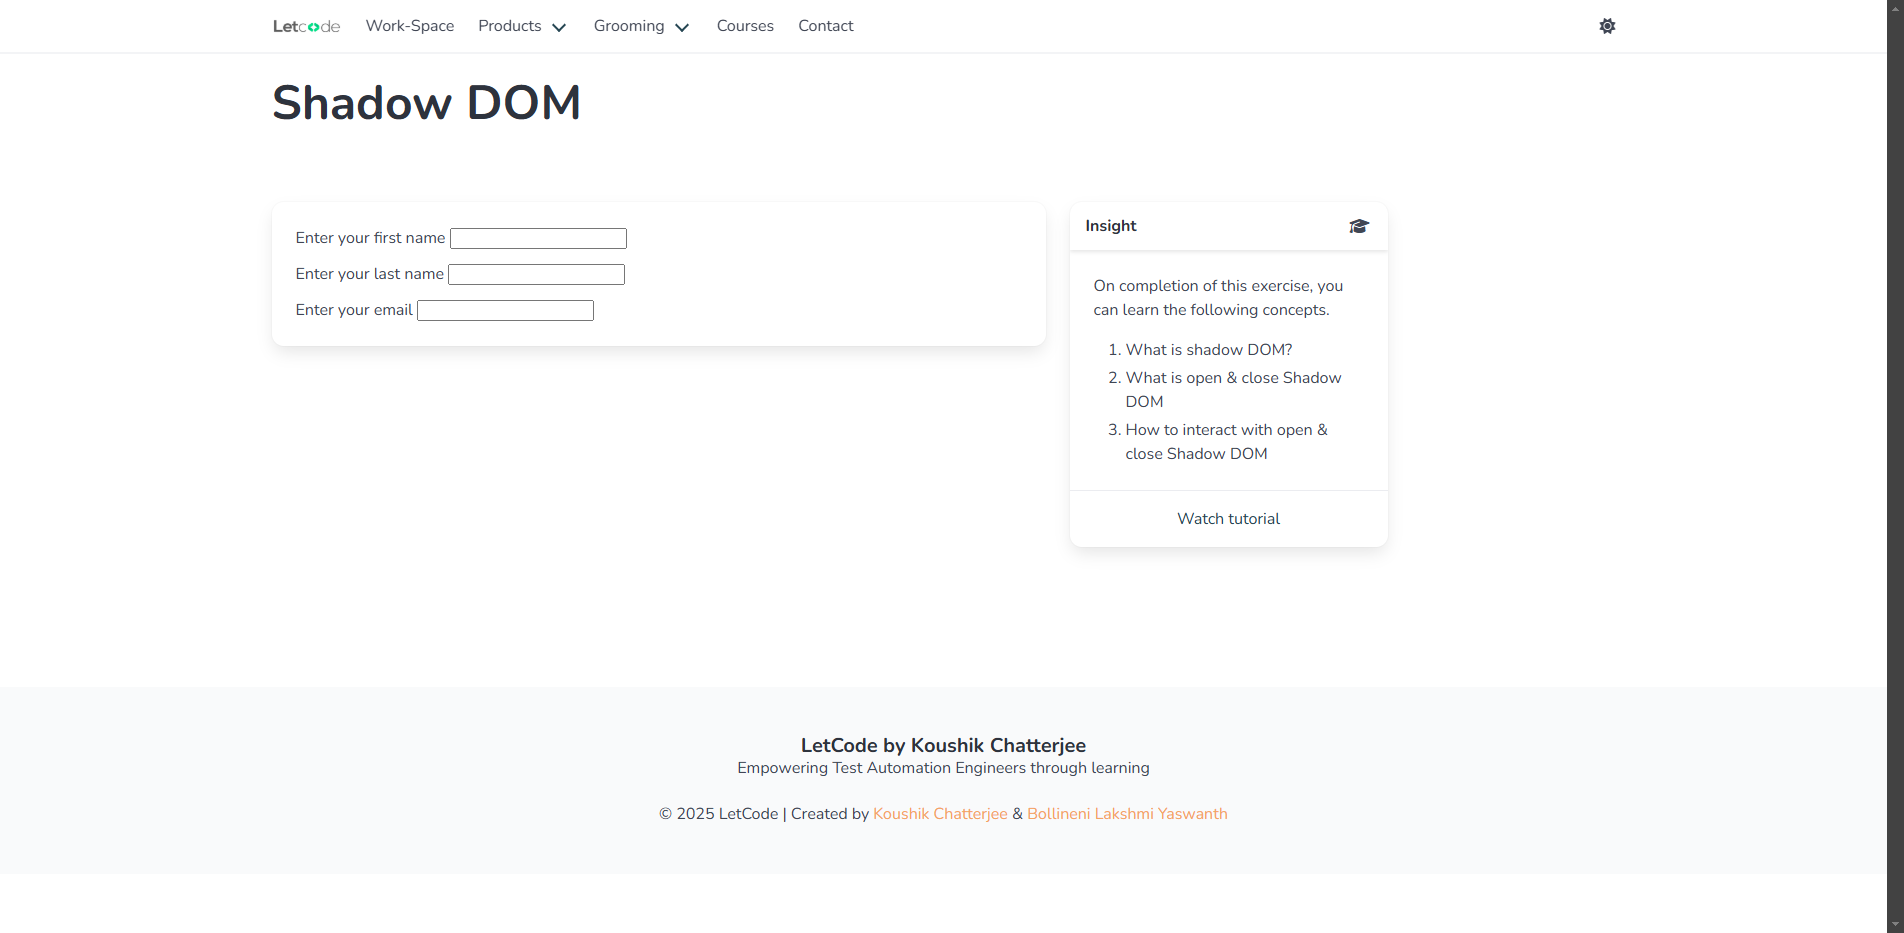 Letcode Work-Space Products Grooming Courses Contact
Shadow DOM
Enter your first name
Enter your last name
Enter your email
Insight
On completion of this exercise, you
can learn the following concepts.
1. What is shadow DOM?
2. What is open & close Shadow
DOM
3. How to interact with open &
close Shadow DOM
Watch tutorial
LetCode by Koushik Chatterjee
Empowering Test Automation Engineers through learning
© 2025 LetCode | Created by Koushik Chatterjee & Bollineni Lakshmi Yaswanth